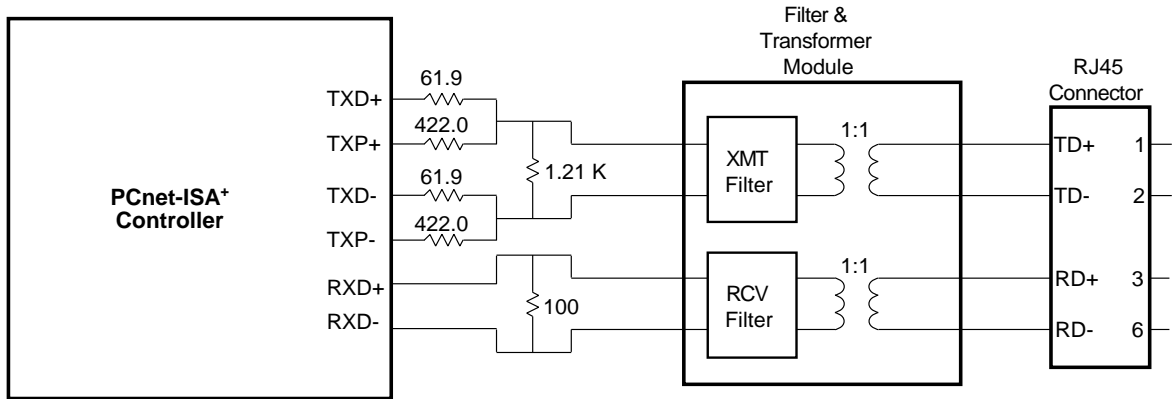 Filter &
Transformer
Module
RJ45
Connector
61.9
TXD+
422.0
TXP+
1:1
TD+ 1
XMT
Filter
1.21 K
PCnet-ISA+
Controller
61.9
TXD-
TD- 2
422.0
TXP-
1:1
RXD+
RD+ 3
RCV
Filter
100
RXD-
RD- 6